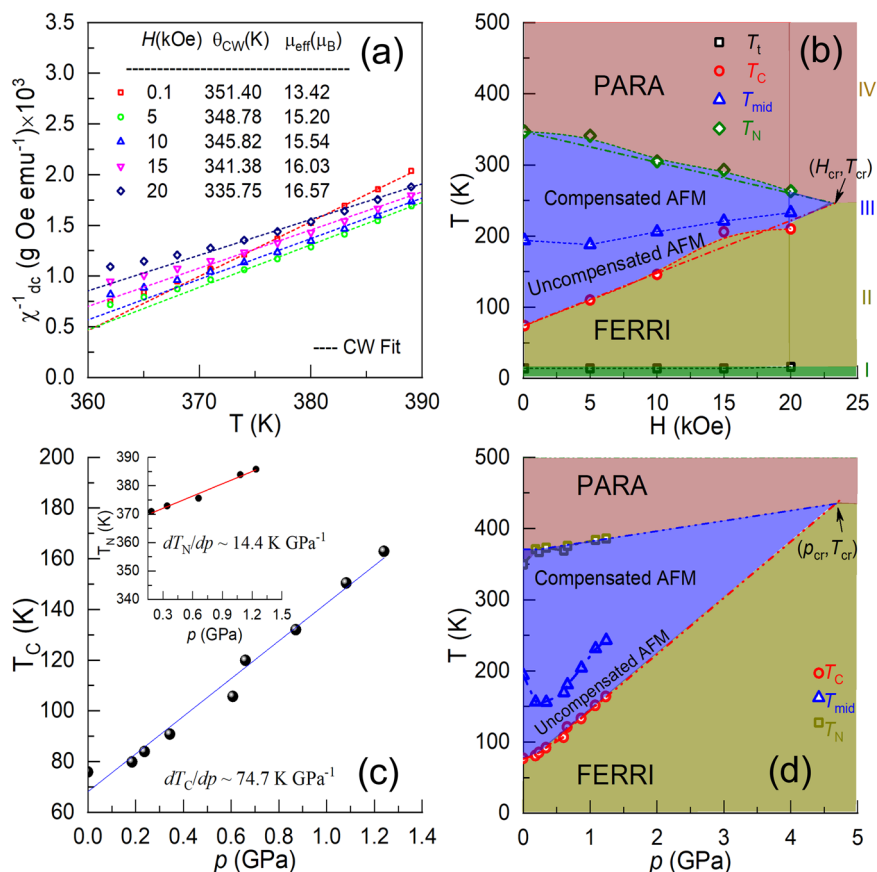 (a)
H(kOe) θCW(K) μeff(μB)
0.1 351.40 13.42
5 348.78 15.20
10 345.82 15.54
15 341.38 16.03
20 335.75 16.57
---- CW Fit
3.5
3.0
2.5
2.0
1.5
1.0
0.5
0.0
χ⁻¹dc (g Oe emu⁻¹)×10³
360 370 380 390
T (K)
(b)
500
400
300
200
100
0
T (K)
PARA
Tt
TC
Tmid
TN
IV
(Hcr, Tcr)
Compensated AFM
III
Uncompensated AFM
II
FERRI
I
0 5 10 15 20 25
H (kOe)
(c)
200
180
160
140
120
100
80
60
TC (K)
390
385
380
375
370
365
360
340
TN (K)
dTN/dp ~ 14.4 K GPa⁻¹
0.3 0.6 0.9 1.2 1.5
p (GPa)
dTC/dp ~ 74.7 K GPa⁻¹
0.0 0.2 0.4 0.6 0.8 1.0 1.2 1.4
p (GPa)
(d)
500
400
300
200
100
0
T (K)
PARA
(pcr, Tcr)
Compensated AFM
Uncompensated AFM
TC
Tmid
TN
FERRI
0 1 2 3 4 5
p (GPa)